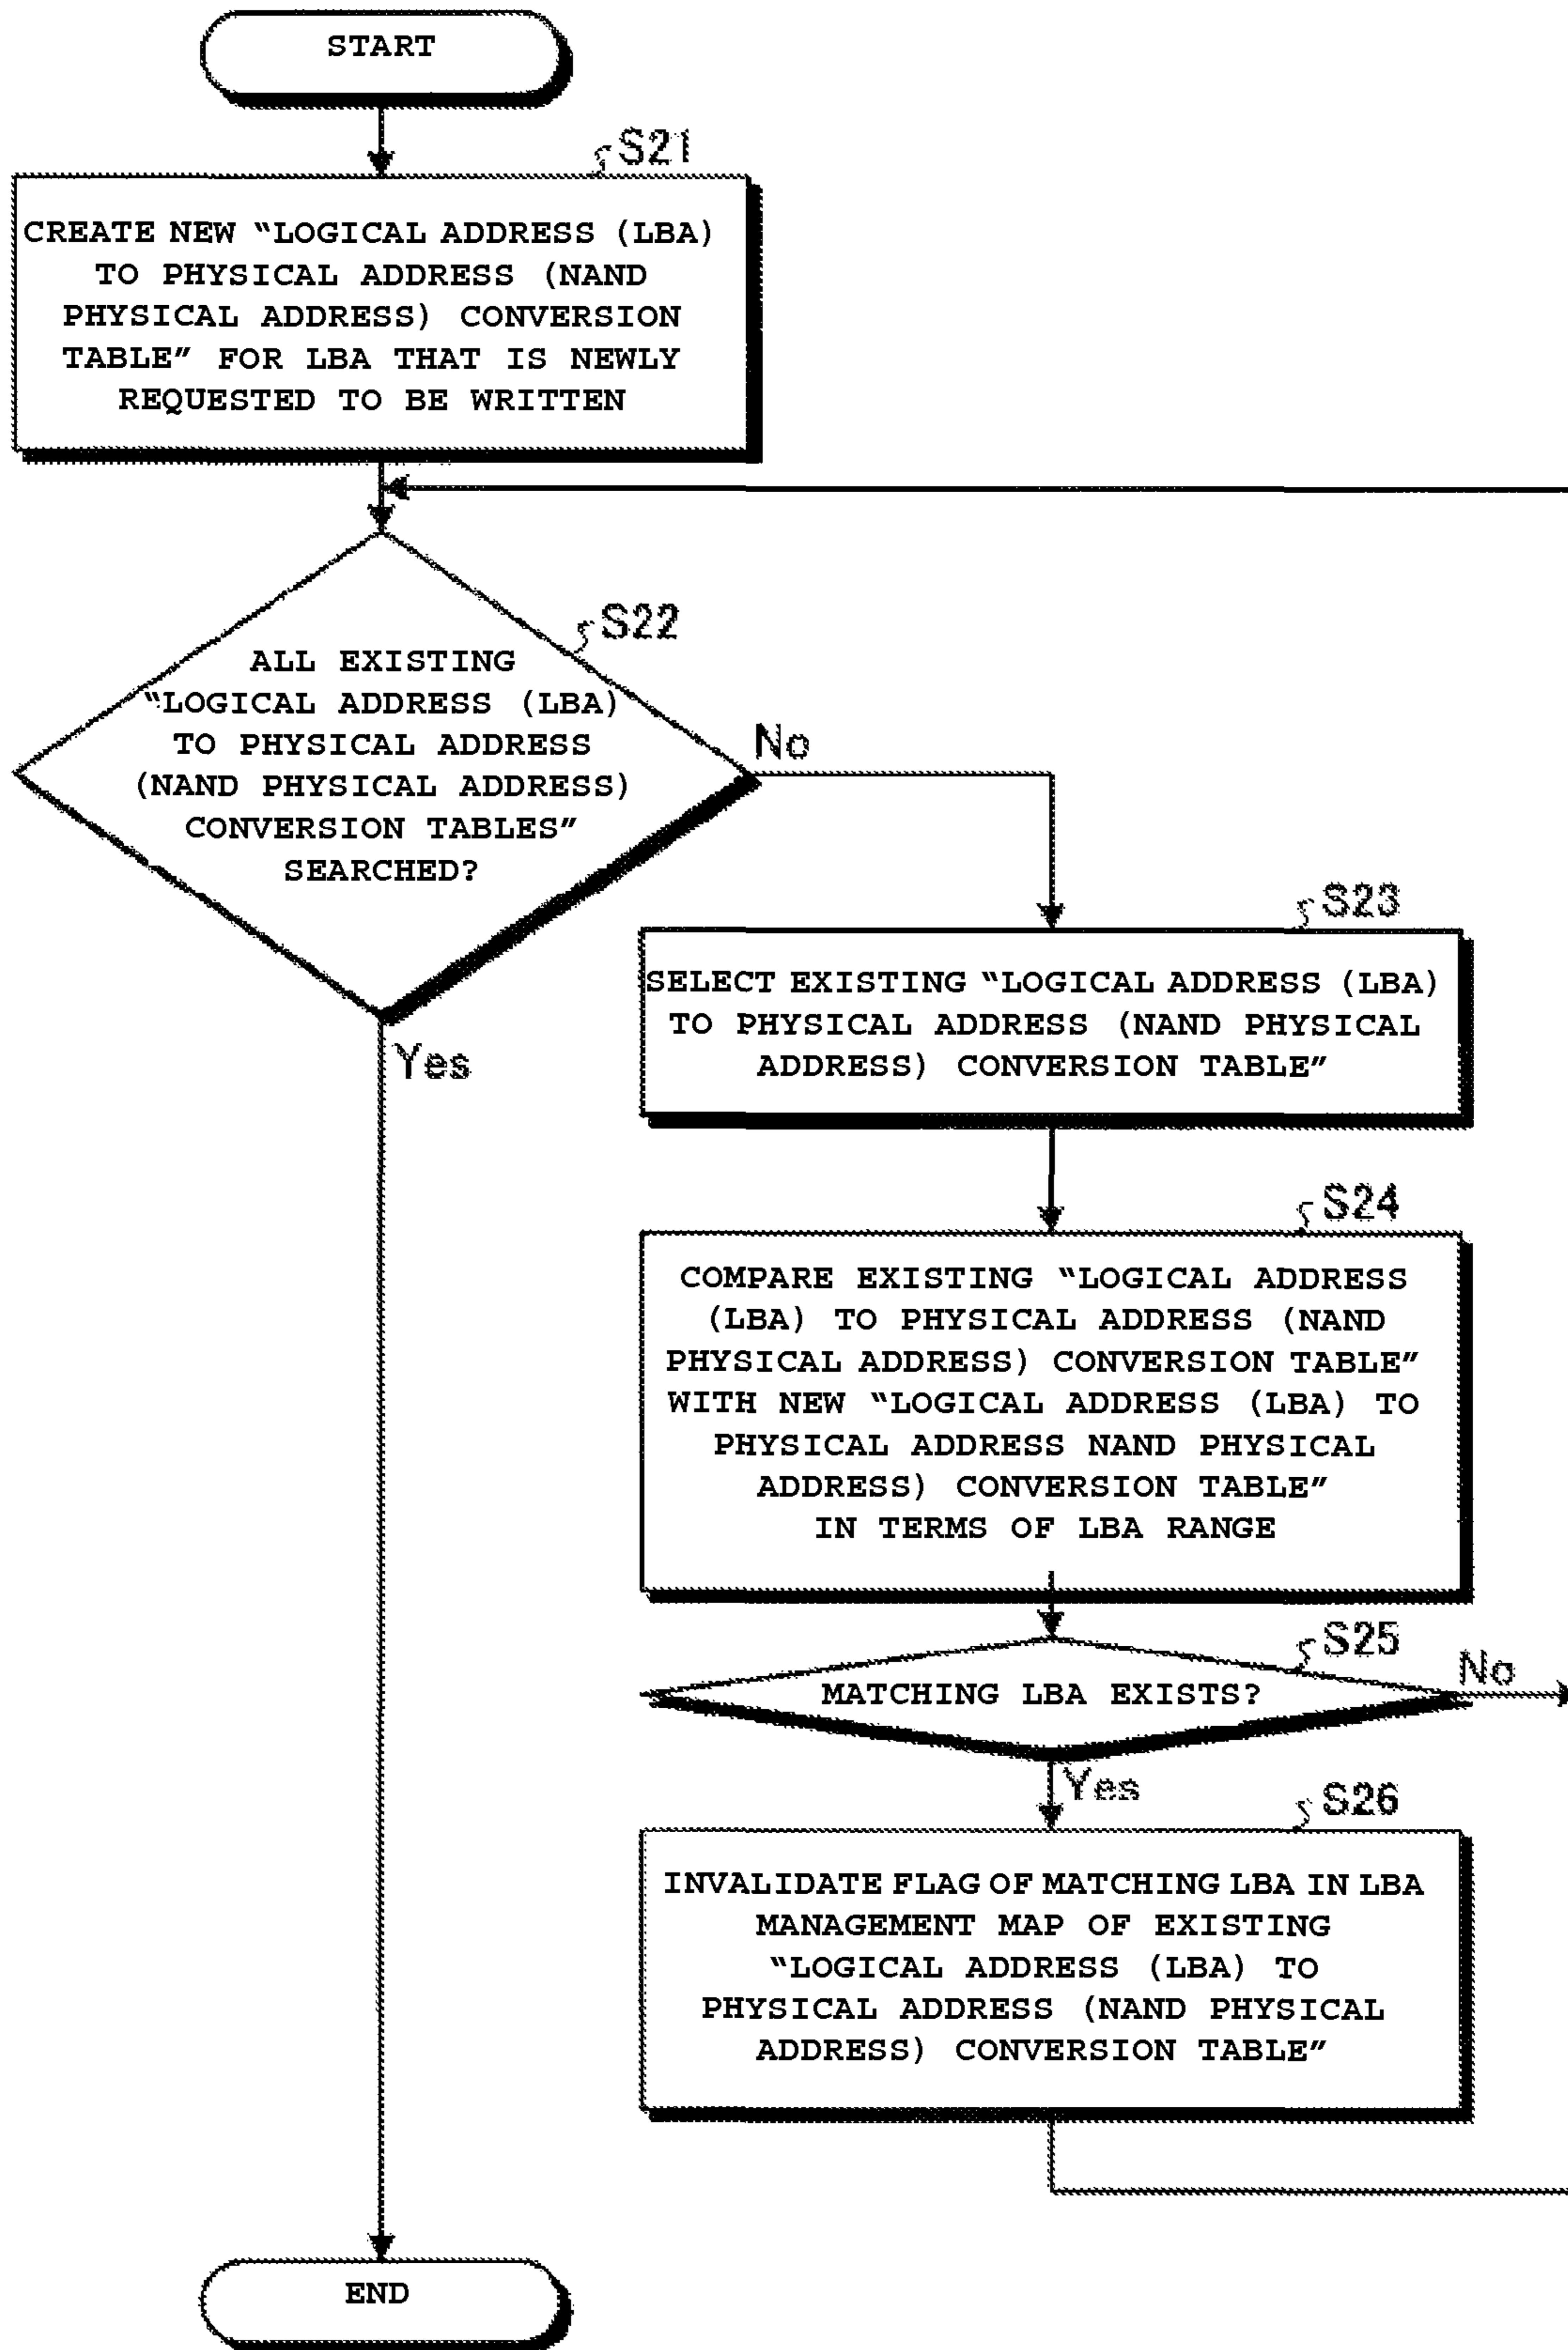 START
S21
CREATE NEW “LOGICAL ADDRESS (LBA)
TO PHYSICAL ADDRESS (NAND
PHYSICAL ADDRESS) CONVERSION
TABLE” FOR LBA THAT IS NEWLY
REQUESTED TO BE WRITTEN
S22
ALL EXISTING
“LOGICAL ADDRESS (LBA)
TO PHYSICAL ADDRESS
(NAND PHYSICAL ADDRESS)
CONVERSION TABLES”
SEARCHED?
No
Yes
S23
SELECT EXISTING “LOGICAL ADDRESS (LBA)
TO PHYSICAL ADDRESS (NAND PHYSICAL
ADDRESS) CONVERSION TABLE”
S24
COMPARE EXISTING “LOGICAL ADDRESS
(LBA) TO PHYSICAL ADDRESS (NAND
PHYSICAL ADDRESS) CONVERSION TABLE”
WITH NEW “LOGICAL ADDRESS (LBA) TO
PHYSICAL ADDRESS NAND PHYSICAL
ADDRESS) CONVERSION TABLE”
IN TERMS OF LBA RANGE
S25
MATCHING LBA EXISTS?
No
Yes
S26
INVALIDATE FLAG OF MATCHING LBA IN LBA
MANAGEMENT MAP OF EXISTING
“LOGICAL ADDRESS (LBA) TO
PHYSICAL ADDRESS (NAND PHYSICAL
ADDRESS) CONVERSION TABLE”
END